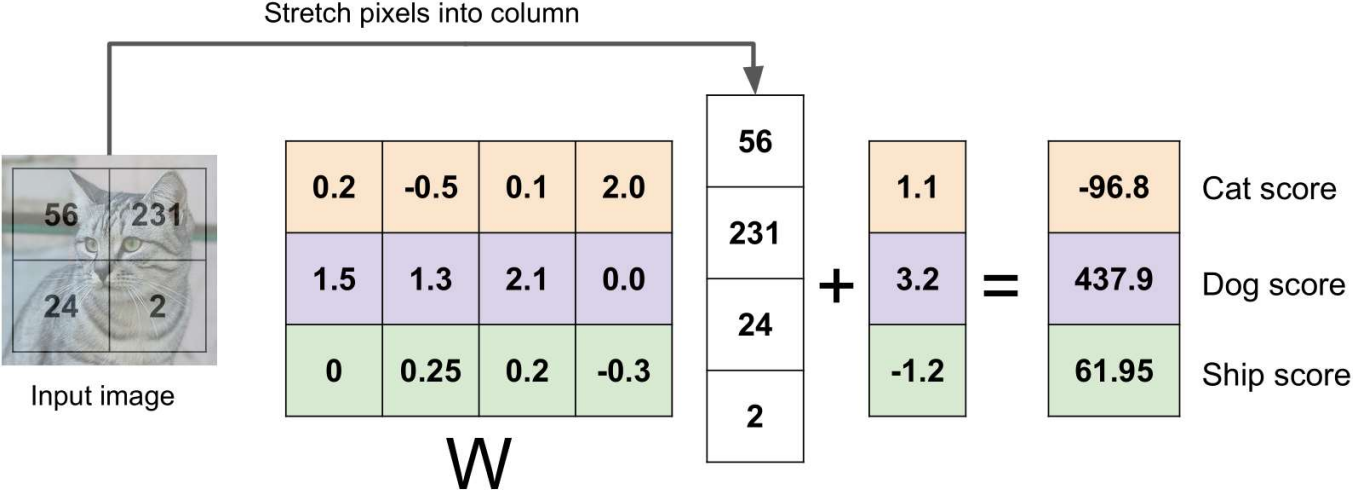 Stretch pixels into column
56 231
24 2
Input image
0.2 -0.5 0.1 2.0
1.5 1.3 2.1 0.0
0 0.25 0.2 -0.3
W
56
231
24
2
+
1.1
3.2
-1.2
=
-96.8 Cat score
437.9 Dog score
61.95 Ship score